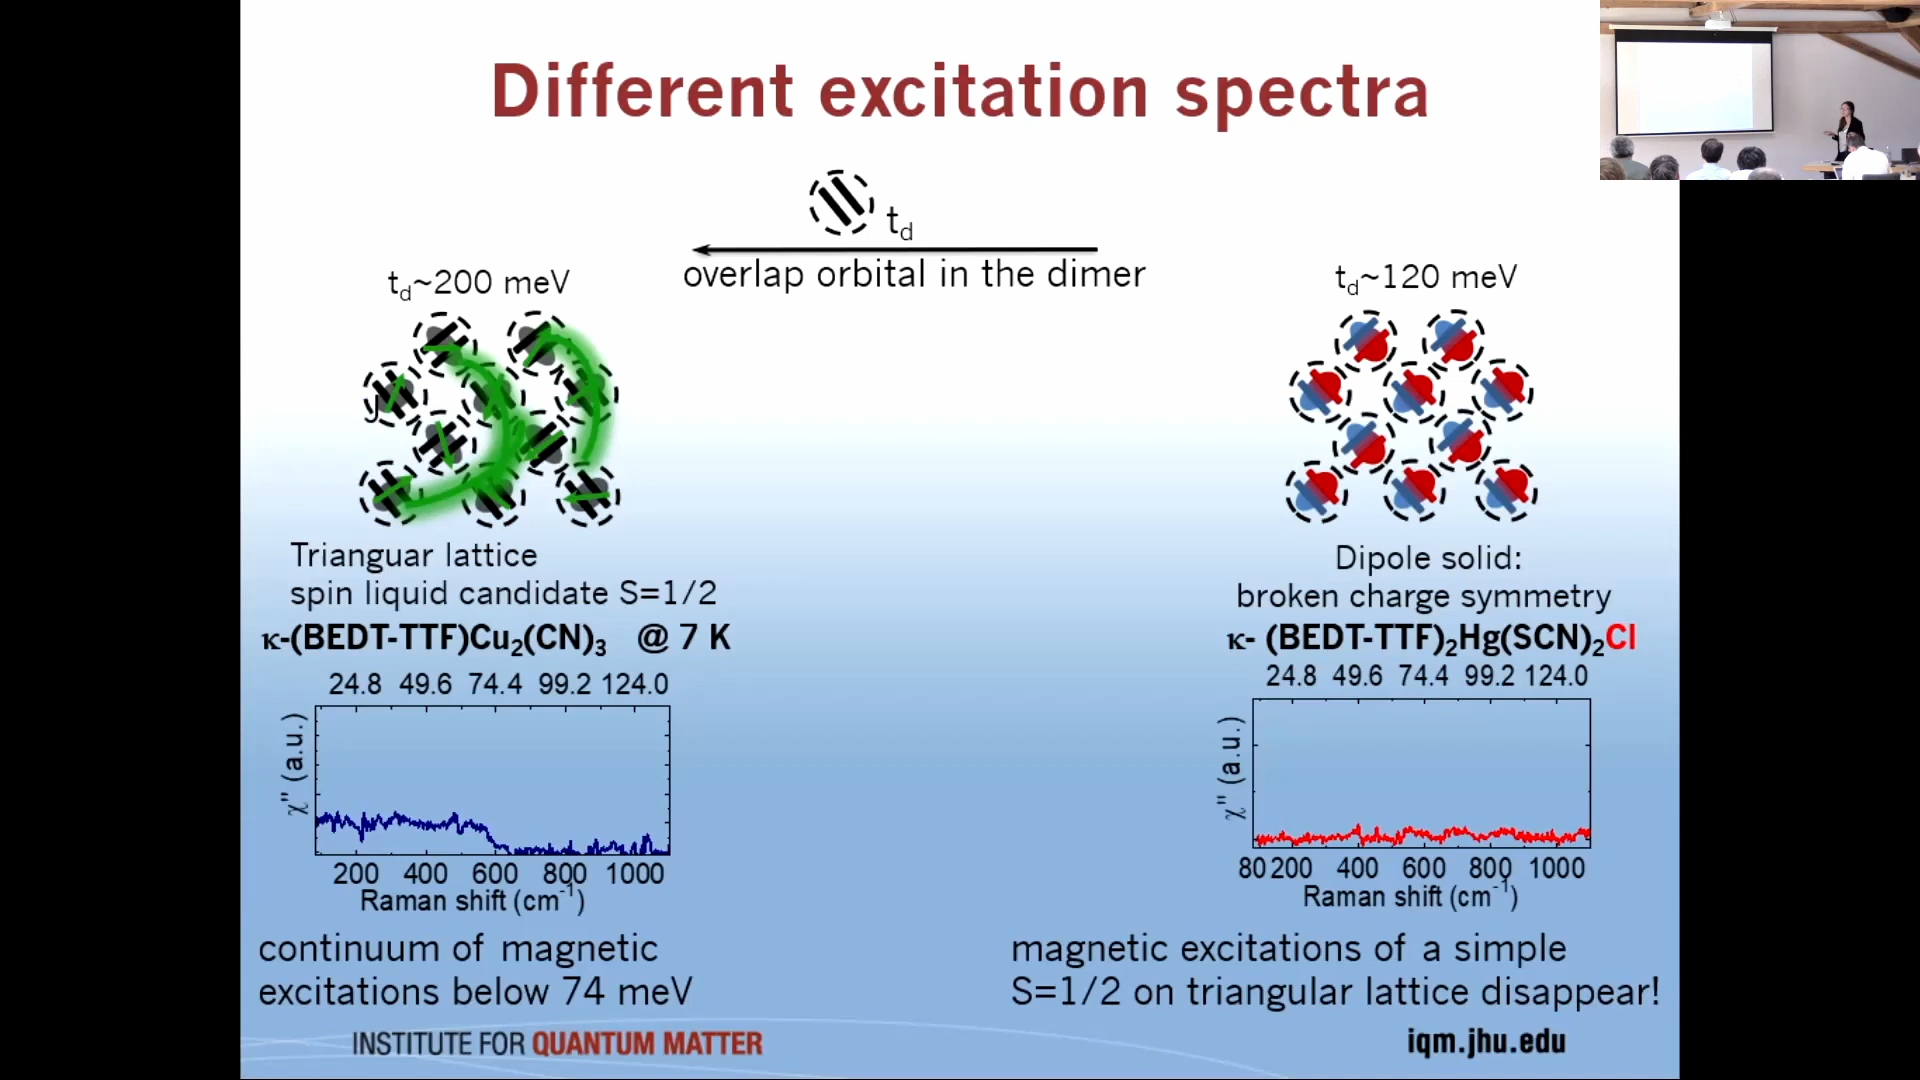 Different excitation spectra
t_d
overlap orbital in the dimer
t_d~200 meV
t_d~120 meV
J
Trianguar lattice
spin liquid candidate S=1/2
κ-(BEDT-TTF)Cu₂(CN)₃ @ 7 K
24.8 49.6 74.4 99.2 124.0
χ" (a.u.)
200 400 600 800 1000
Raman shift (cm⁻¹)
continuum of magnetic
excitations below 74 meV
Dipole solid:
broken charge symmetry
κ- (BEDT-TTF)₂Hg(SCN)₂Cl
24.8 49.6 74.4 99.2 124.0
χ" (a.u.)
80 200 400 600 800 1000
Raman shift (cm⁻¹)
magnetic excitations of a simple
S=1/2 on triangular lattice disappear!
INSTITUTE FOR QUANTUM MATTER
iqm.jhu.edu